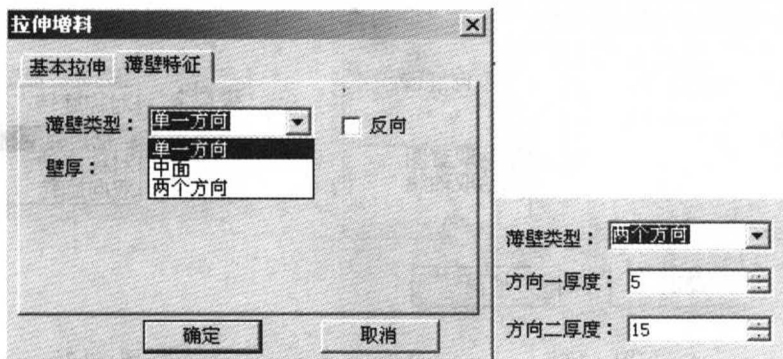 拉伸增料
基本拉伸 薄壁特征
薄壁类型： 单一方向 反向
单一方向
壁厚： 中面
两个方向
确定 取消
薄壁类型： 两个方向
方向一厚度： 5
方向二厚度： 15